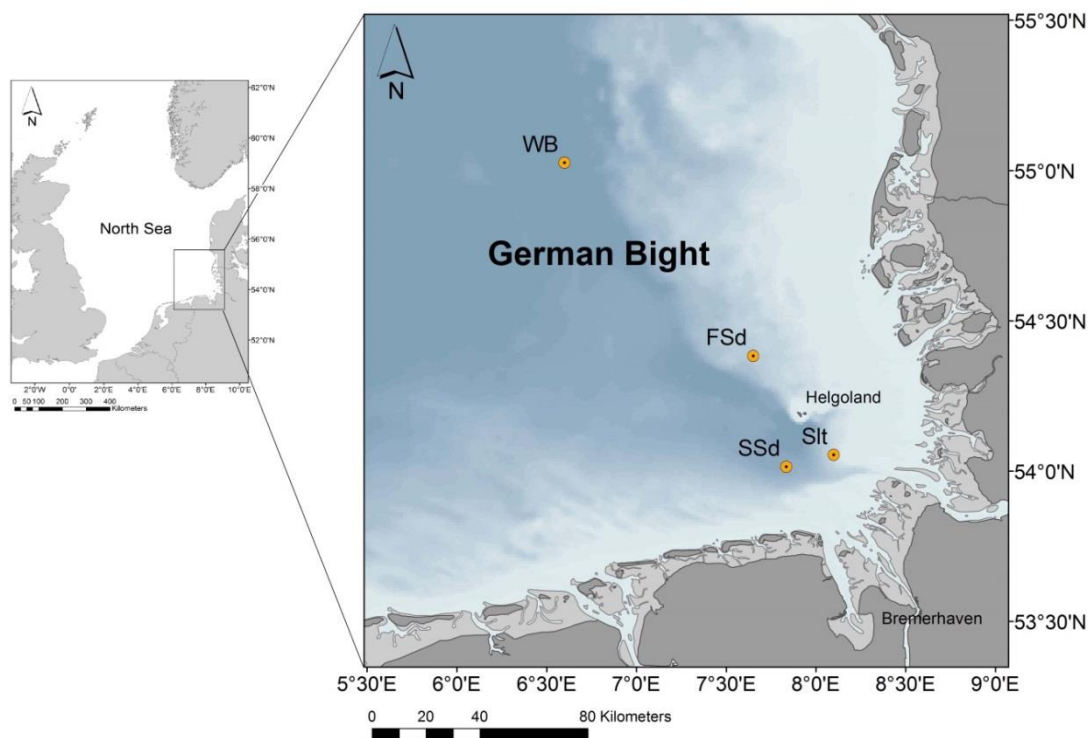 N
62°0'N
60°0'N
58°0'N
56°0'N
54°0'N
52°0'N
North Sea
2°0'W 0°0' 2°0'E 4°0'E 6°0'E 8°0'E 10°0'E
0 50 100 200 300 400
Kilometers
N
WB
German Bight
FSd
Helgoland
Slt
SSd
Bremerhaven
55°30'N
55°0'N
54°30'N
54°0'N
53°30'N
5°30'E 6°0'E 6°30'E 7°0'E 7°30'E 8°0'E 8°30'E 9°0'E
0 20 40 80 Kilometers